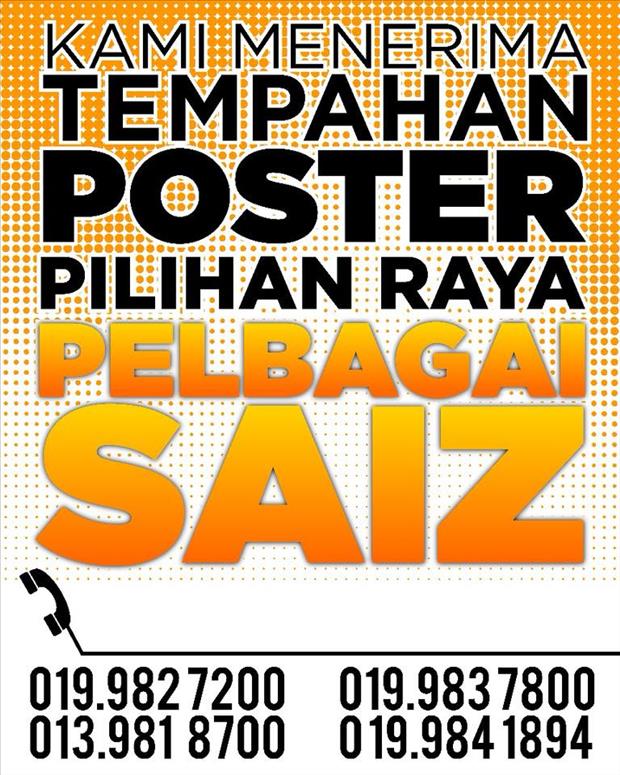 KAMI MENERIMA
TEMPAHAN
POSTER
PILIHAN RAYA
PELBAGAI
SAIZ
019.982 7200 019.983 7800
013.981 8700 019.984 1894